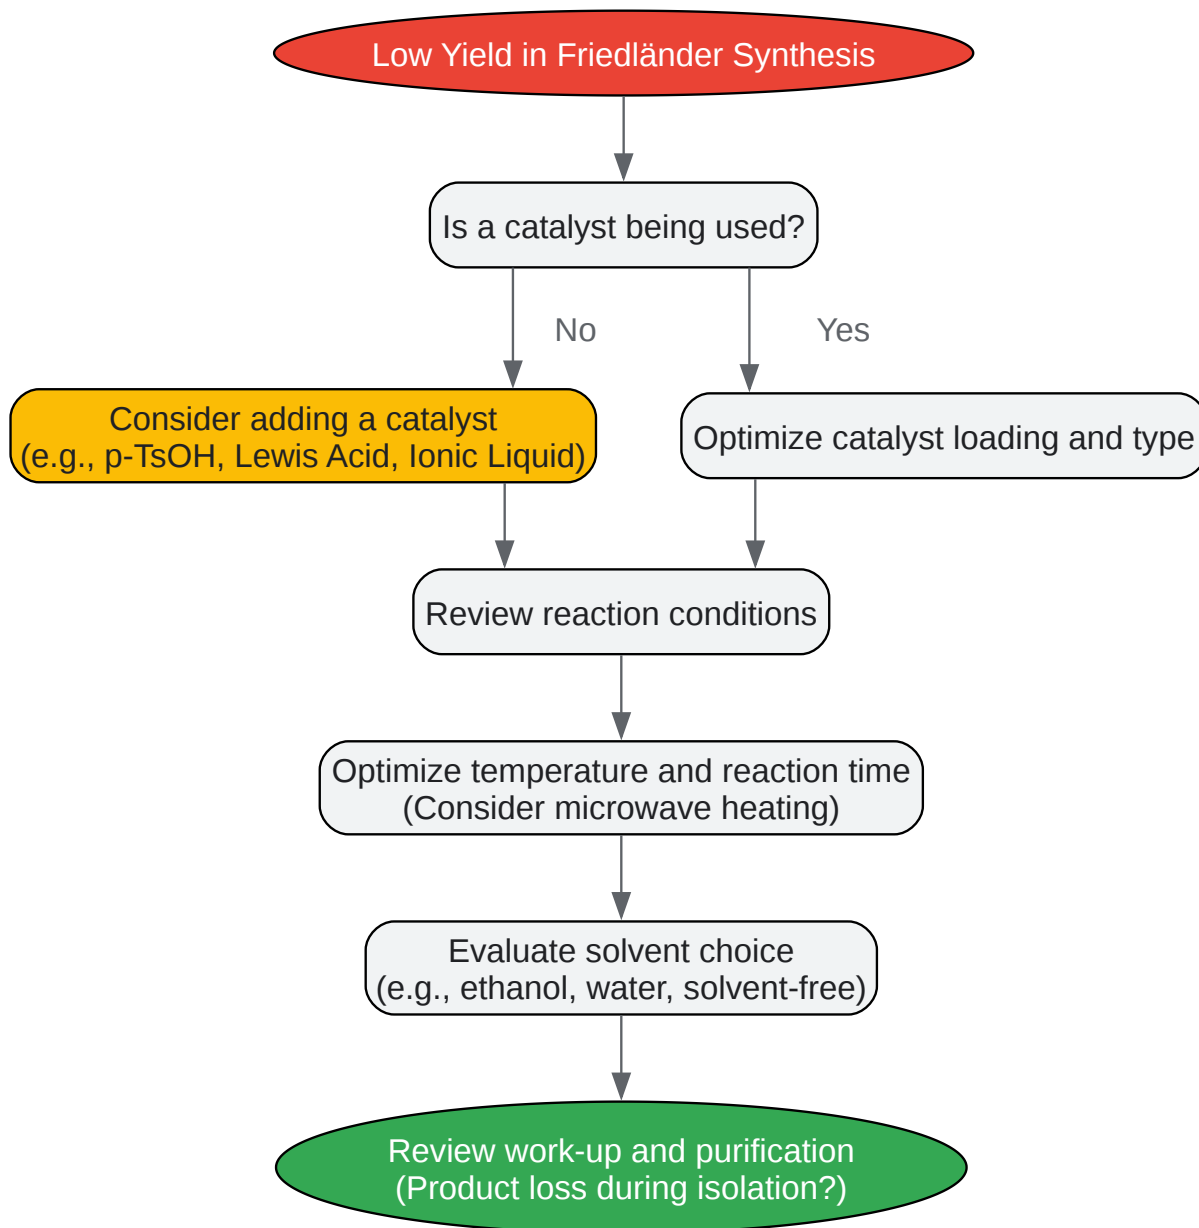 Low Yield in Friedländer Synthesis
Is a catalyst being used?
No
Yes
Consider adding a catalyst
(e.g., p-TsOH, Lewis Acid, Ionic Liquid)
Optimize catalyst loading and type
Review reaction conditions
Optimize temperature and reaction time
(Consider microwave heating)
Evaluate solvent choice
(e.g., ethanol, water, solvent-free)
Review work-up and purification
(Product loss during isolation?)